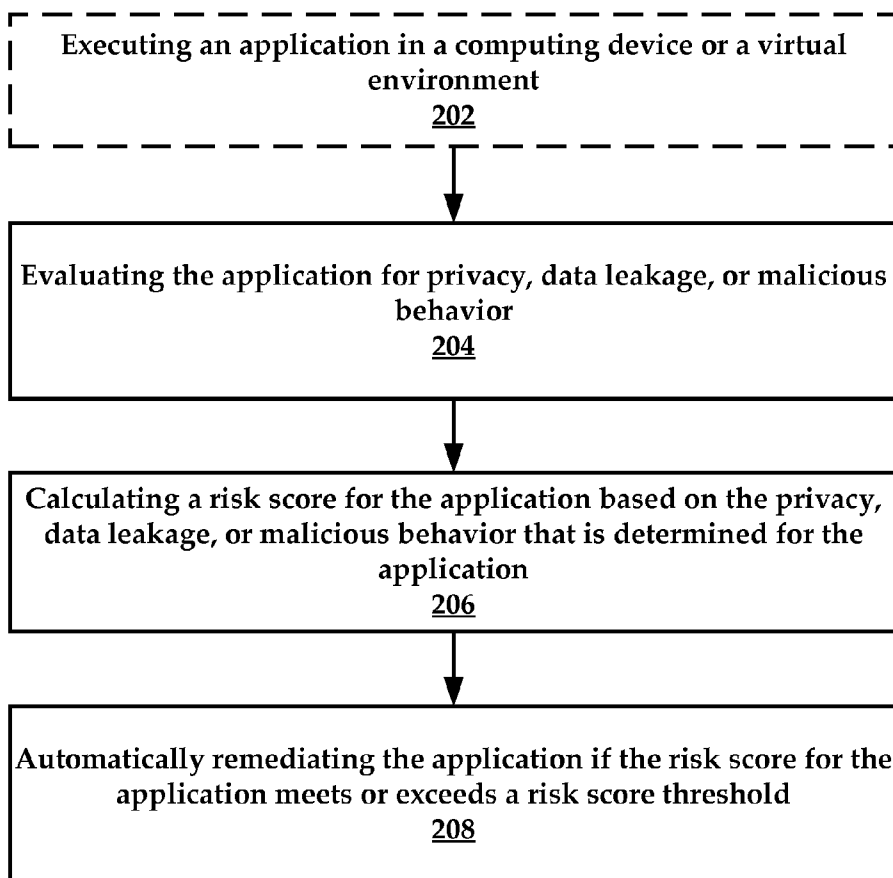 Executing an application in a computing device or a virtual
environment
202
Evaluating the application for privacy, data leakage, or malicious
behavior
204
Calculating a risk score for the application based on the privacy,
data leakage, or malicious behavior that is determined for the
application
206
Automatically remediating the application if the risk score for the
application meets or exceeds a risk score threshold
208